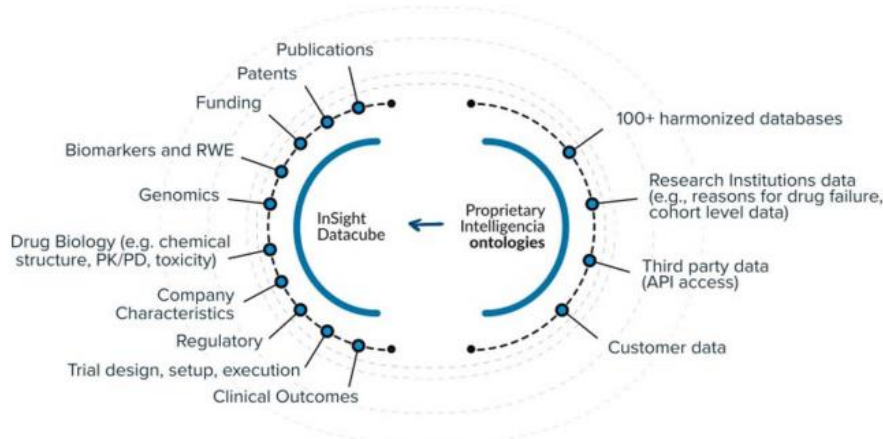 Publications
Patents
Funding
Biomarkers and RWE
Genomics
Drug Biology (e.g. chemical
structure, PK/PD, toxicity)
Company
Characteristics
Regulatory
Trial design, setup, execution
Clinical Outcomes
InSight
Datacube
Proprietary
Intelligencia
ontologies
100+ harmonized databases
Research Institutions data
(e.g., reasons for drug failure,
cohort level data)
Third party data
(API access)
Customer data